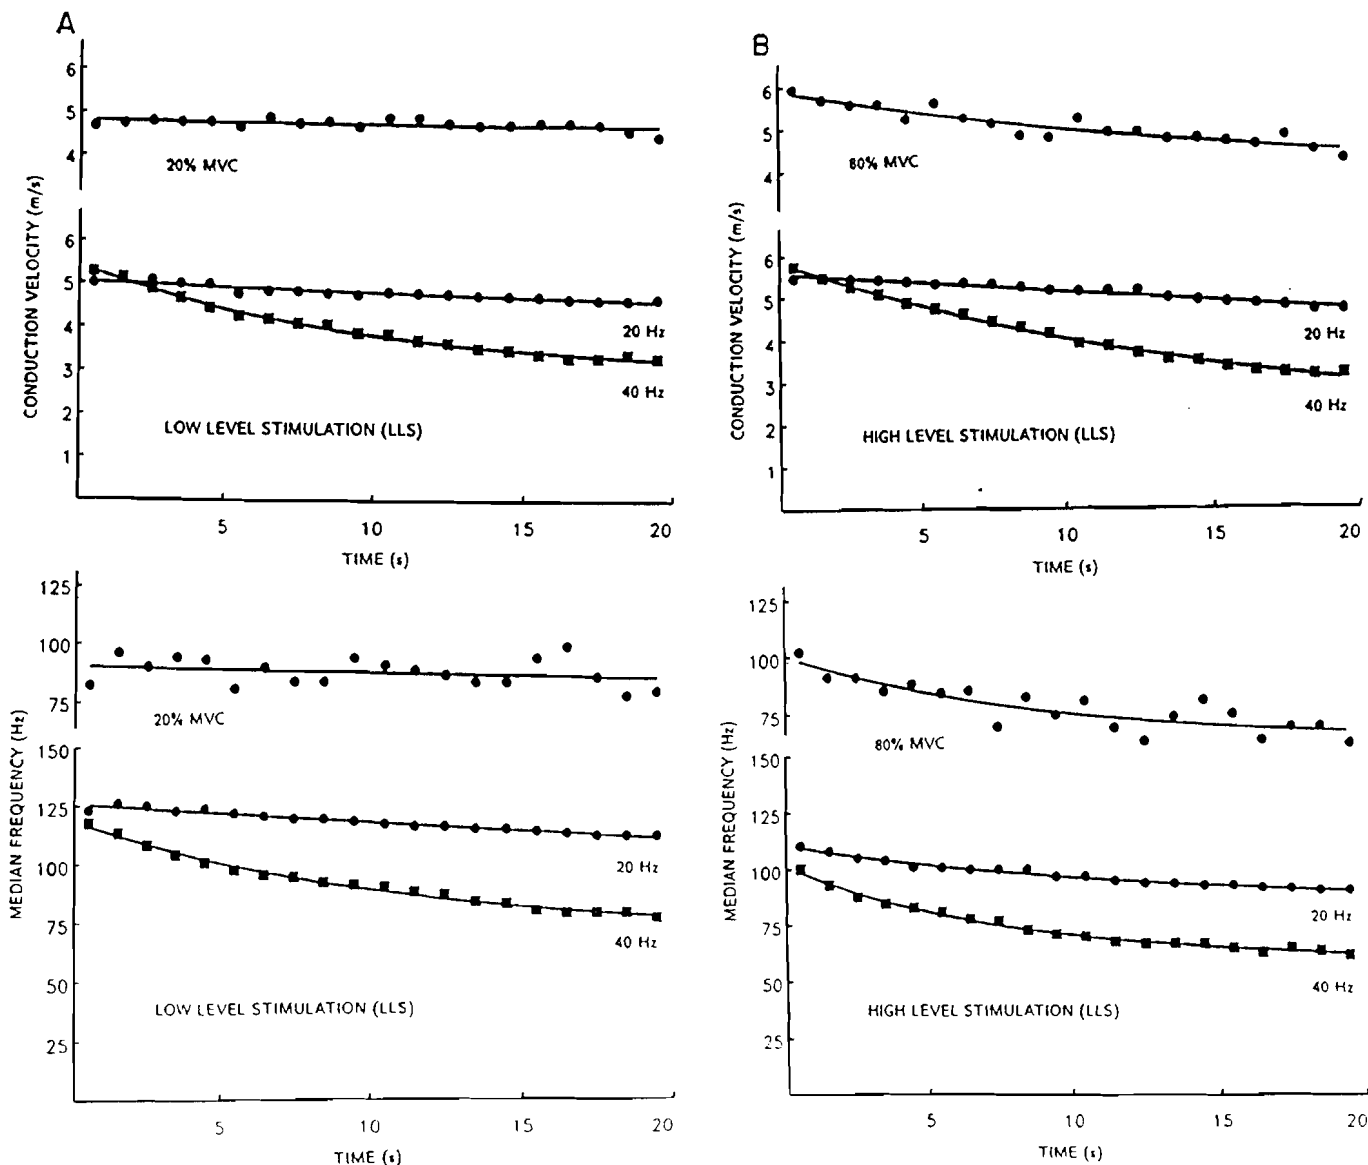 A
6
5
4
20% MVC
CONDUCTION VELOCITY (m/s)
6
5
4
3
2
1
20 Hz
40 Hz
LOW LEVEL STIMULATION (LLS)
5 10 15 20
TIME (s)
B
6
5
4
80% MVC
CONDUCTION VELOCITY (m/s)
6
5
4
3
2
1
20 Hz
40 Hz
HIGH LEVEL STIMULATION (LLS)
5 10 15 20
TIME (s)
125
100
75
20% MVC
MEDIAN FREQUENCY (Hz)
150
125
100
75
50
25
20 Hz
40 Hz
LOW LEVEL STIMULATION (LLS)
5 10 15 20
TIME (s)
125
100
75
80% MVC
MEDIAN FREQUENCY (Hz)
150
125
100
75
50
25
20 Hz
40 Hz
HIGH LEVEL STIMULATION (LLS)
5 10 15 20
TIME (s)